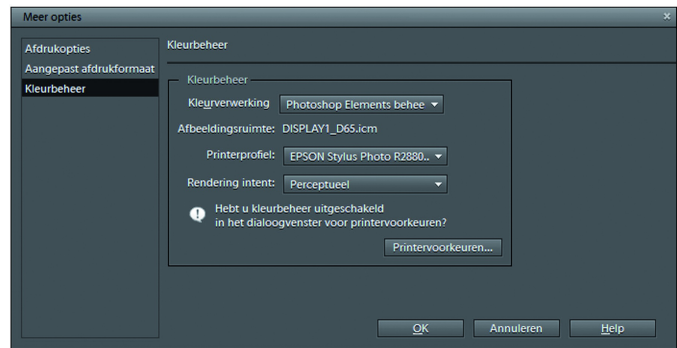 Meer opties
x
Afdrukopties
Aangepast afdrukformaat
Kleurbeheer
Kleurbeheer
Kleurbeheer
Kleurverwerking Photoshop Elements behee
Afbeeldingsruimte: DISPLAY1_D65.icm
Printerprofiel: EPSON Stylus Photo R2880..
Rendering intent: Perceptueel
Hebt u kleurbeheer uitgeschakeld
in het dialoogvenster voor printervoorkeuren?
Printervoorkeuren...
OK Annuleren Help